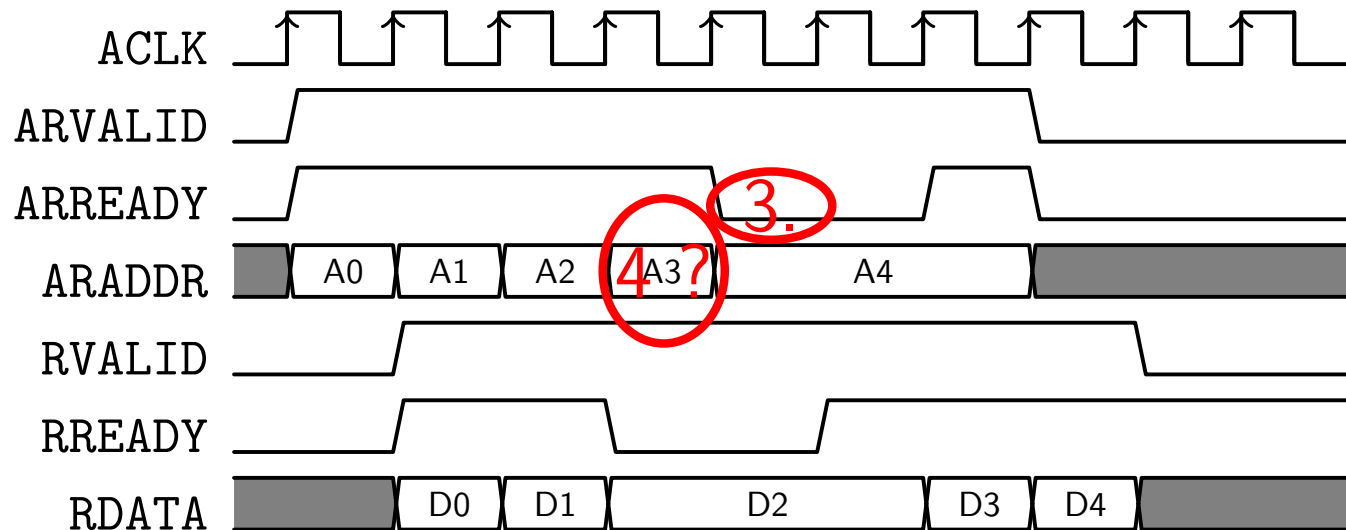 ACLK
ARVALID
ARREADY 3.
ARADDR A0 A1 A2 A3 4 ? A4
RVALID
RREADY
RDATA D0 D1 D2 D3 D4